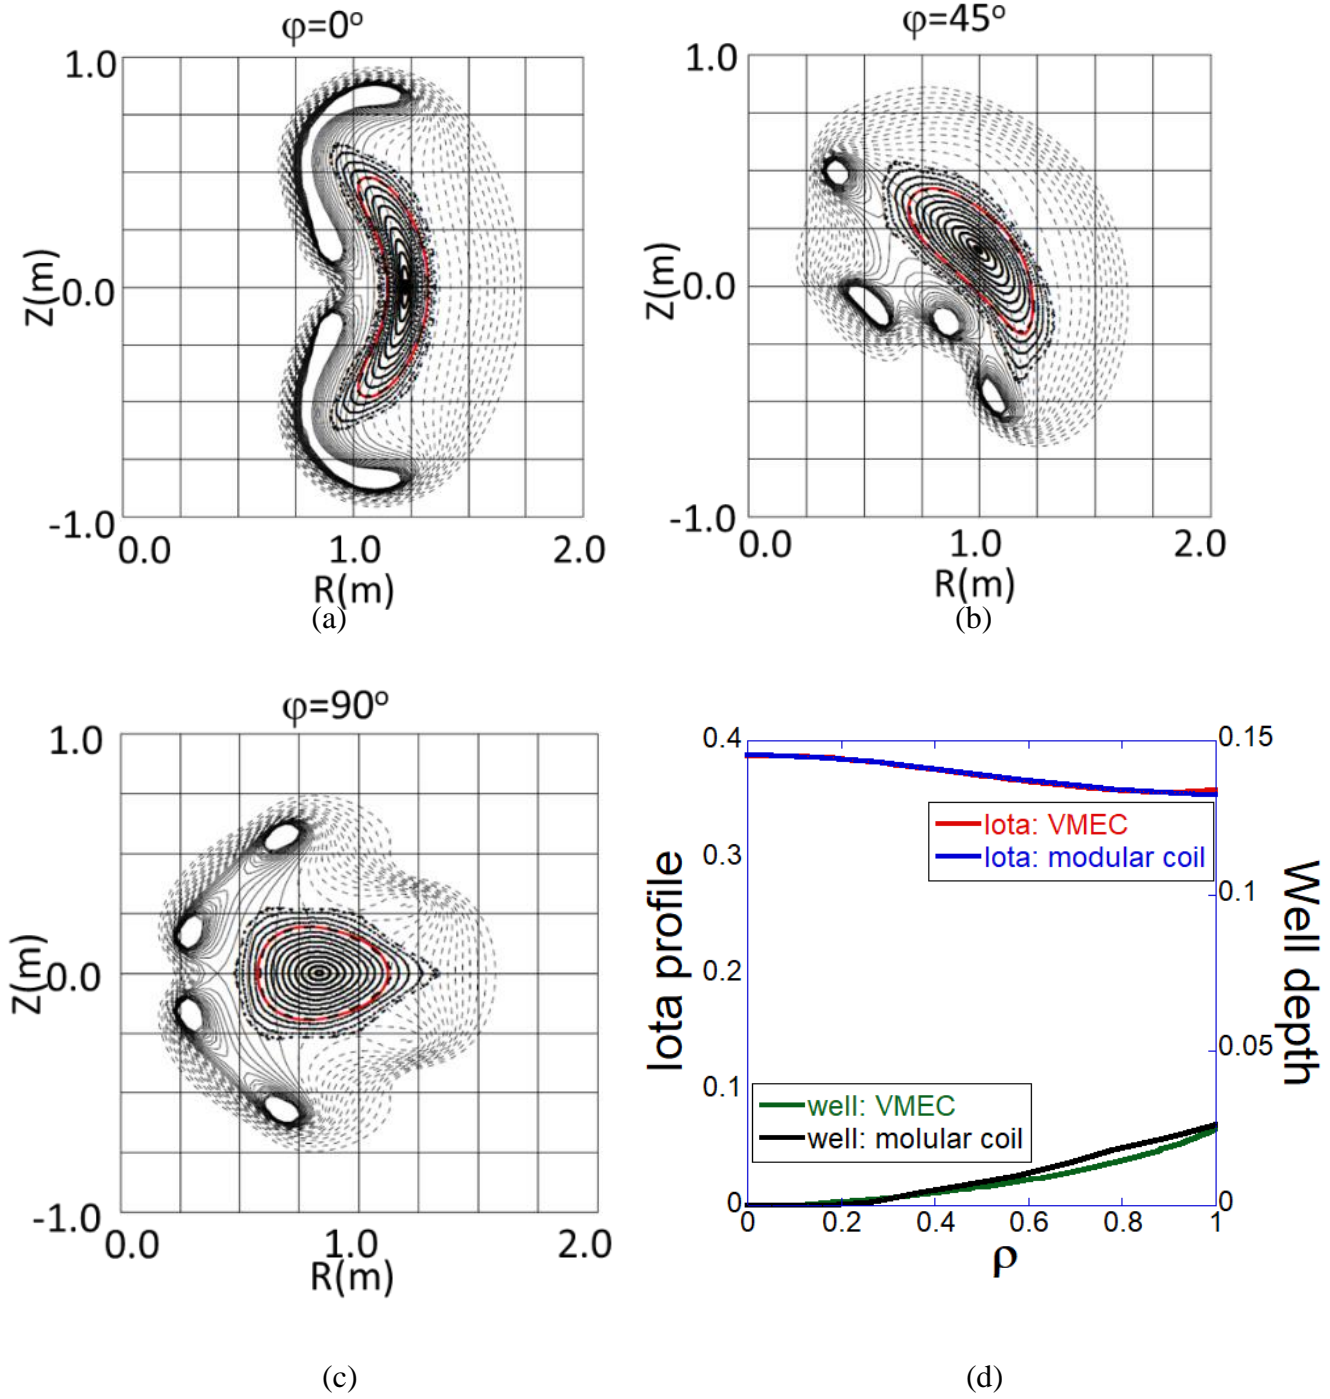 φ=0°
1.0
0.0
-1.0
Z(m)
0.0 1.0 2.0
R(m)
(a)
φ=45°
1.0
0.0
-1.0
Z(m)
0.0 1.0 2.0
R(m)
(b)
φ=90°
1.0
0.0
-1.0
Z(m)
0.0 1.0 2.0
R(m)
(c)
0.4
0.3
0.2
0.1
0
Iota profile
0.15
0.1
0.05
0
Well depth
Iota: VMEC
Iota: modular coil
well: VMEC
well: molular coil
0 0.2 0.4 0.6 0.8 1
ρ
(d)